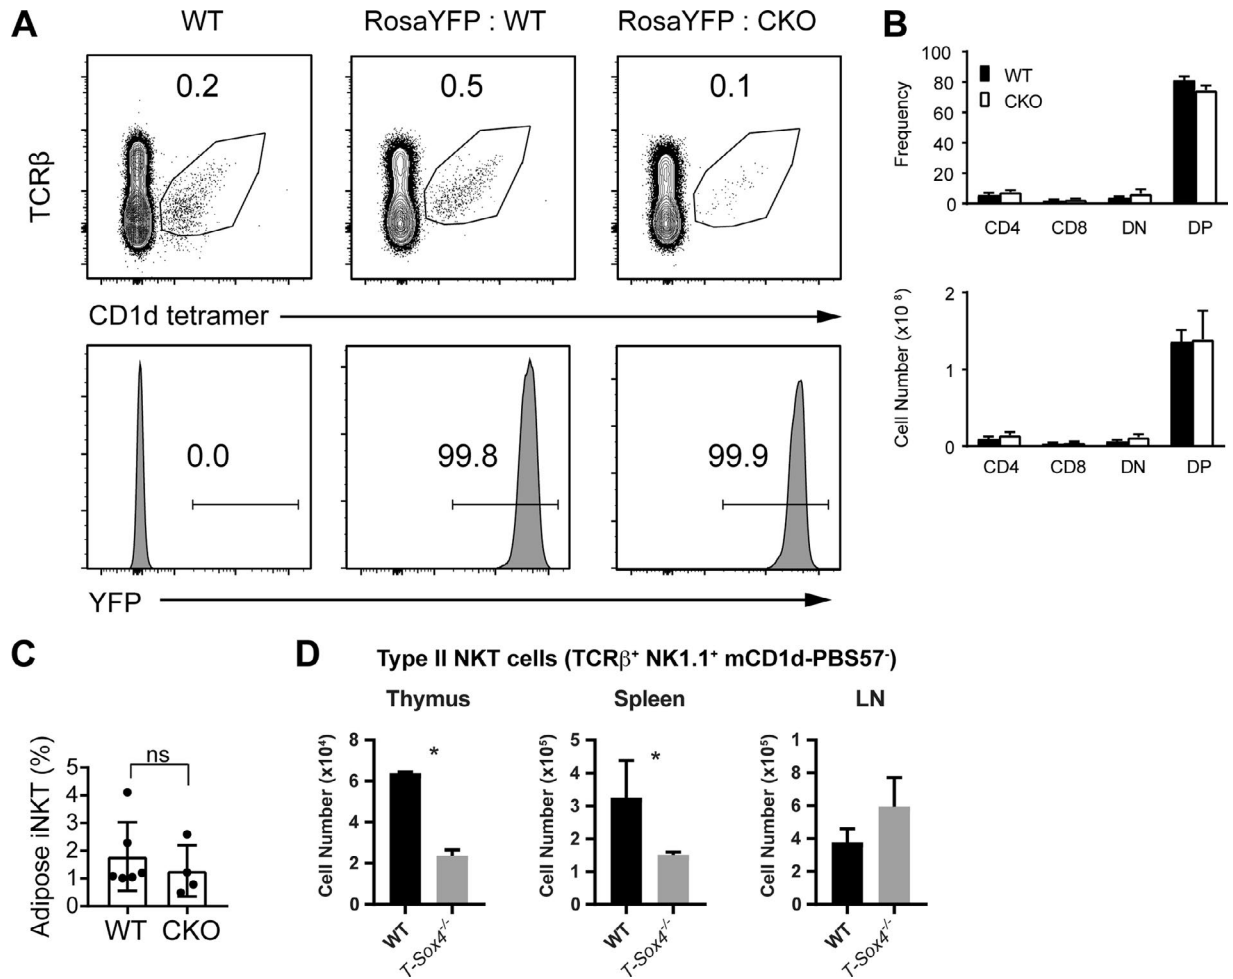 A
WT
RosaYFP : WT
RosaYFP : CKO
0.2
0.5
0.1
TCRβ
CD1d tetramer
0.0
99.8
99.9
YFP
B
100
80
60
40
20
0
Frequency
WT
CKO
CD4
CD8
DN
DP
2
1
0
Cell Number (x10 ⁸)
CD4
CD8
DN
DP
C
Adipose iNKT (%)
5
4
3
2
1
0
ns
WT
CKO
D
Type II NKT cells (TCRβ⁺ NK1.1⁺ mCD1d-PBS57⁻)
Thymus
Cell Number (x10⁴)
8
6
4
2
0
*
WT
T-Sox4⁻/⁻
Spleen
Cell Number (x10⁵)
5
4
3
2
1
0
*
WT
T-Sox4⁻/⁻
LN
Cell Number (x10⁵)
1
8
6
4
2
0
WT
T-Sox4⁻/⁻